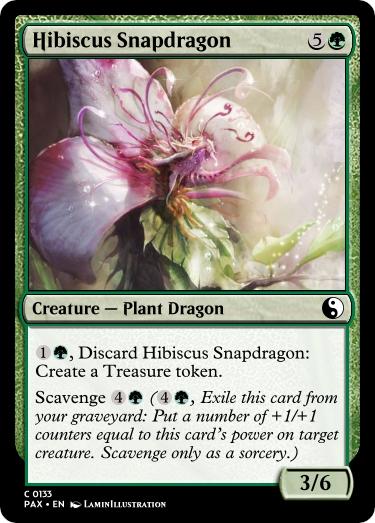 Hibiscus Snapdragon 5
Creature — Plant Dragon
1, Discard Hibiscus Snapdragon:
Create a Treasure token.
Scavenge 4 (4, Exile this card from
your graveyard: Put a number of +1/+1
counters equal to this card's power on target
creature. Scavenge only as a sorcery.)
3/6
C 0133
PAX • EN LaminIllustration